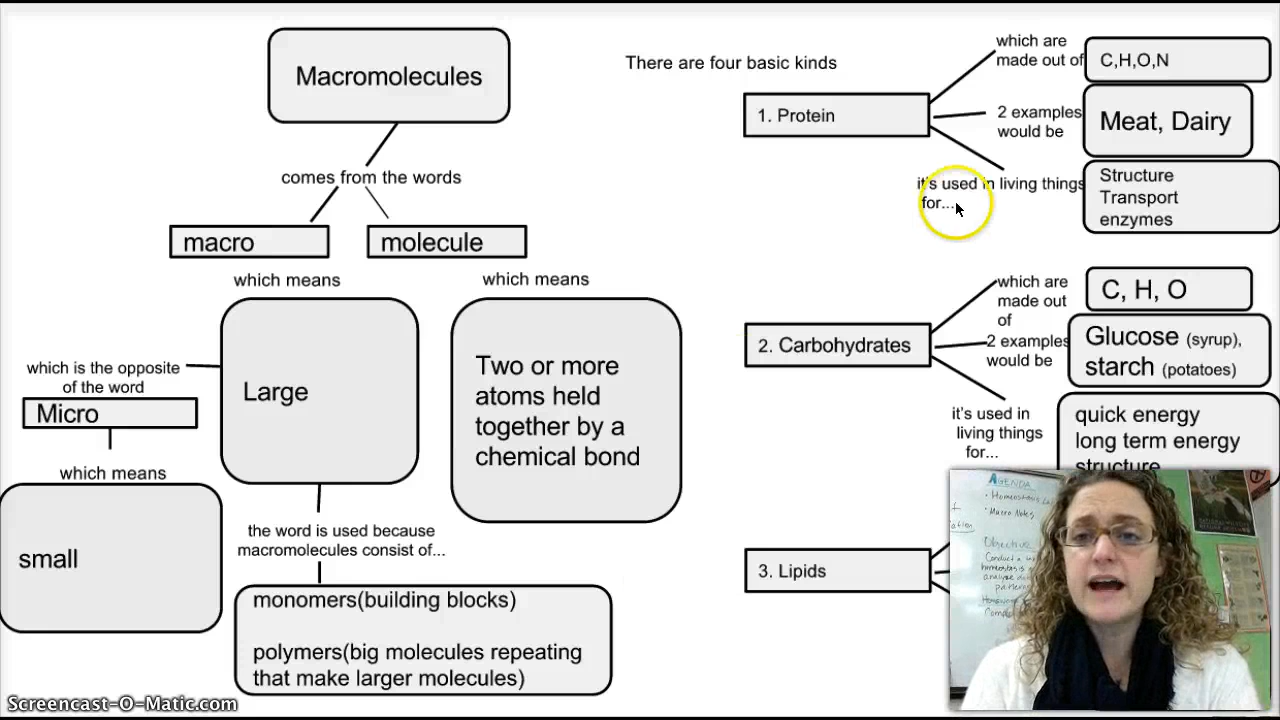 Macromolecules
comes from the words
macro
molecule
which means
which means
Large
Two or more
atoms held
together by a
chemical bond
which is the opposite
of the word
Micro
which means
small
the word is used because
macromolecules consist of...
monomers(building blocks)
polymers(big molecules repeating
that make larger molecules)
There are four basic kinds
1. Protein
which are
made out of
C,H,O,N
2 examples
would be
Meat, Dairy
it's used in living things
for...
Structure
Transport
enzymes
2. Carbohydrates
which are
made out
of
C, H, O
2 examples
would be
Glucose (syrup),
starch (potatoes)
it's used in
living things
for...
quick energy
long term energy
structure
3. Lipids
AGENDA
Macro Notes
Objective
Screencast-O-Matic.com